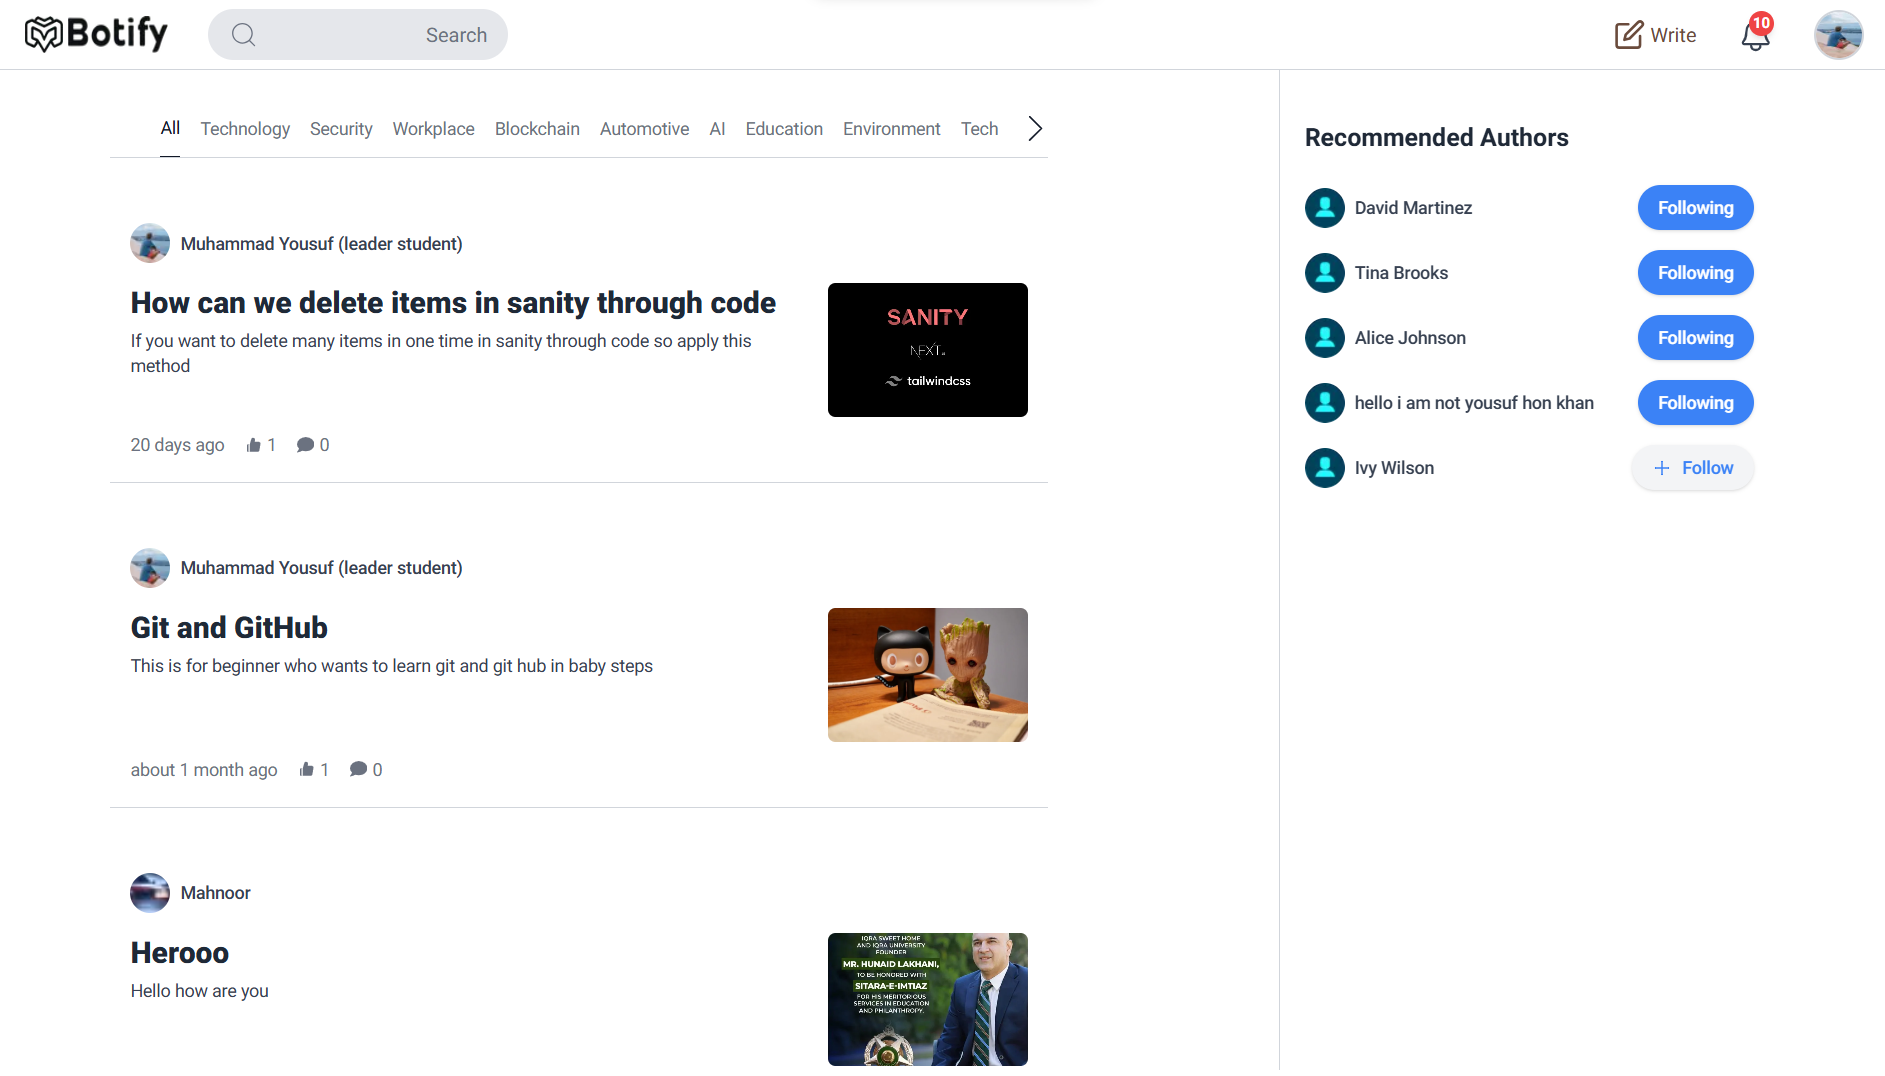 Botify
Search
Write
10
All Technology Security Workplace Blockchain Automotive AI Education Environment Tech
Muhammad Yousuf (leader student)
How can we delete items in sanity through code
If you want to delete many items in one time in sanity through code so apply this
method
SANITY
NEXT.JS
tailwindcss
20 days ago 1 0
Muhammad Yousuf (leader student)
Git and GitHub
This is for beginner who wants to learn git and git hub in baby steps
about 1 month ago 1 0
Mahnoor
Herooo
Hello how are you
IQRA SWEET HOME
AND IQRA UNIVERSITY
FOUNDER
MR. HUNAID LAKHANI,
TO BE HONORED WITH
SITARA-E-IMTIAZ
FOR HIS MERITORIOUS
SERVICES IN EDUCATION
AND PHILANTHROPY.
Recommended Authors
David Martinez Following
Tina Brooks Following
Alice Johnson Following
hello i am not yousuf hon khan Following
Ivy Wilson + Follow